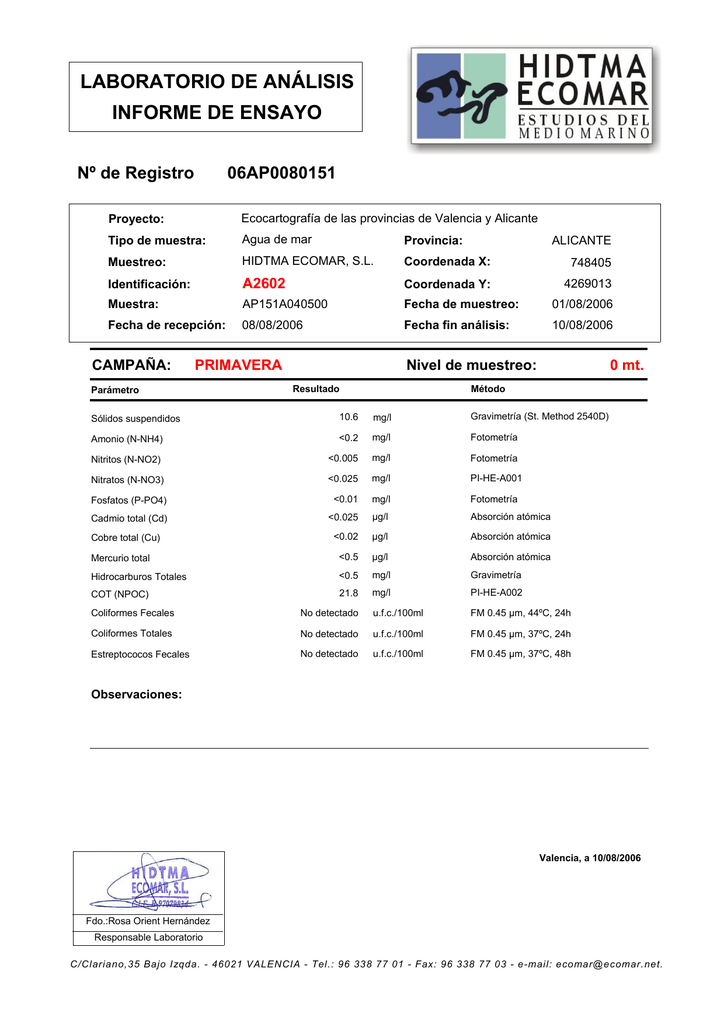 LABORATORIO DE ANÁLISIS
INFORME DE ENSAYO
HIDTMA
ECOMAR
ESTUDIOS DEL
MEDIO MARINO
Nº de Registro 06AP0080151
Proyecto: Ecocartografía de las provincias de Valencia y Alicante
Tipo de muestra: Agua de mar Provincia: ALICANTE
Muestreo: HIDTMA ECOMAR, S.L. Coordenada X: 748405
Identificación: A2602 Coordenada Y: 4269013
Muestra: AP151A040500 Fecha de muestreo: 01/08/2006
Fecha de recepción: 08/08/2006 Fecha fin análisis: 10/08/2006
CAMPAÑA: PRIMAVERA Nivel de muestreo: 0 mt.
Parámetro Resultado Método
Sólidos suspendidos 10.6 mg/l Gravimetría (St. Method 2540D)
Amonio (N-NH4) <0.2 mg/l Fotometría
Nitritos (N-NO2) <0.005 mg/l Fotometría
Nitratos (N-NO3) <0.025 mg/l PI-HE-A001
Fosfatos (P-PO4) <0.01 mg/l Fotometría
Cadmio total (Cd) <0.025 µg/l Absorción atómica
Cobre total (Cu) <0.02 µg/l Absorción atómica
Mercurio total <0.5 µg/l Absorción atómica
Hidrocarburos Totales <0.5 mg/l Gravimetría
COT (NPOC) 21.8 mg/l PI-HE-A002
Coliformes Fecales No detectado u.f.c./100ml FM 0.45 µm, 44ºC, 24h
Coliformes Totales No detectado u.f.c./100ml FM 0.45 µm, 37ºC, 24h
Estreptococos Fecales No detectado u.f.c./100ml FM 0.45 µm, 37ºC, 48h
Observaciones:
Valencia, a 10/08/2006
HIDTMA
ECOMAR, S.L.
Fdo.:Rosa Orient Hernández
Responsable Laboratorio
C/Clariano,35 Bajo Izqda. - 46021 VALENCIA - Tel.: 96 338 77 01 - Fax: 96 338 77 03 - e-mail: ecomar@ecomar.net.